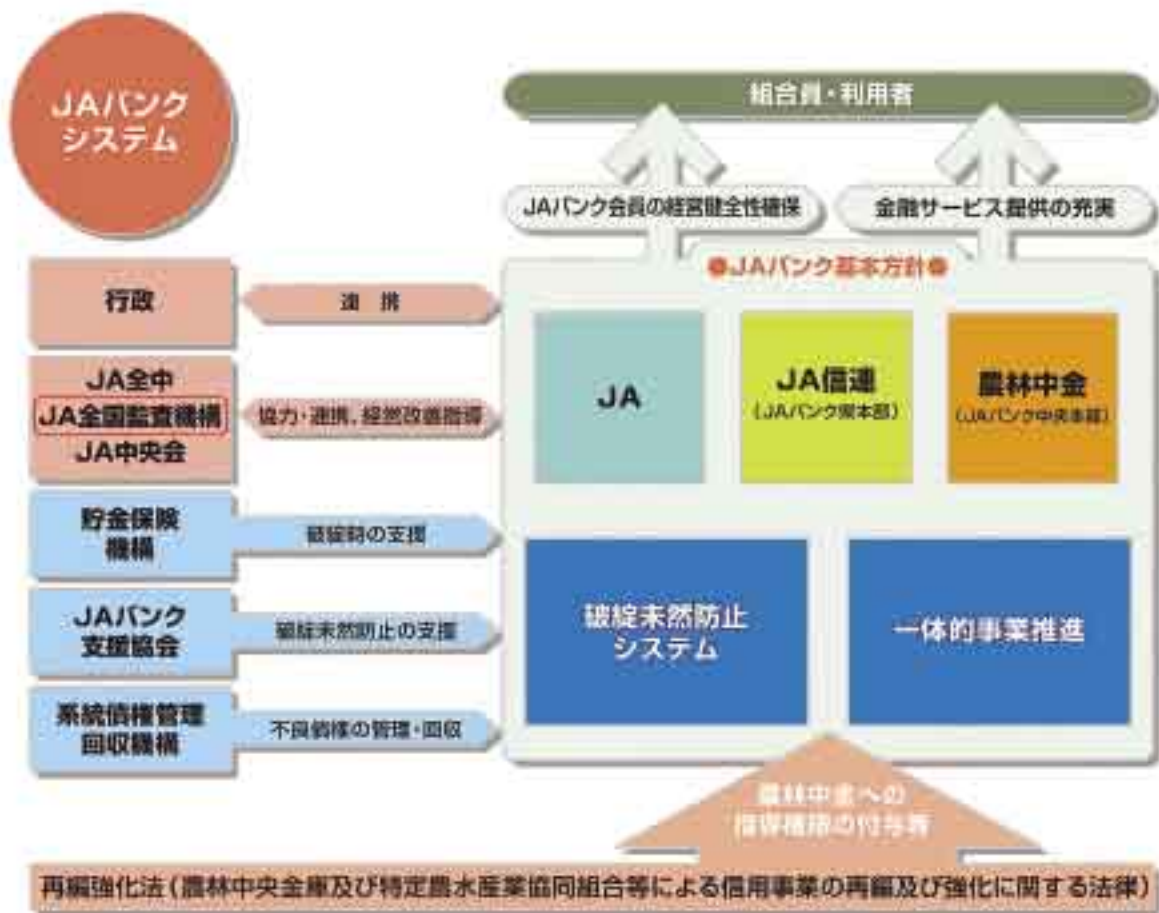 JAバンク
システム
組合員・利用者
JAバンク会員の経営健全性確保
金融サービス提供の充実
●JAバンク基本方針●
行政
連 携
JA
JA信連
(JAバンク県本部)
農林中金
(JAバンク中央本部)
JA全中
JA全国監査機構
JA中央会
協力・連携、経営改善指導
貯金保険
機構
破綻時の支援
JAバンク
支援協会
破綻未然防止の支援
系統債権管理
回収機構
不良債権の管理・回収
破綻未然防止
システム
一体的事業推進
農林中金への
指導権限の付与等
再編強化法(農林中央金庫及び特定農水産業協同組合等による信用事業の再編及び強化に関する法律)